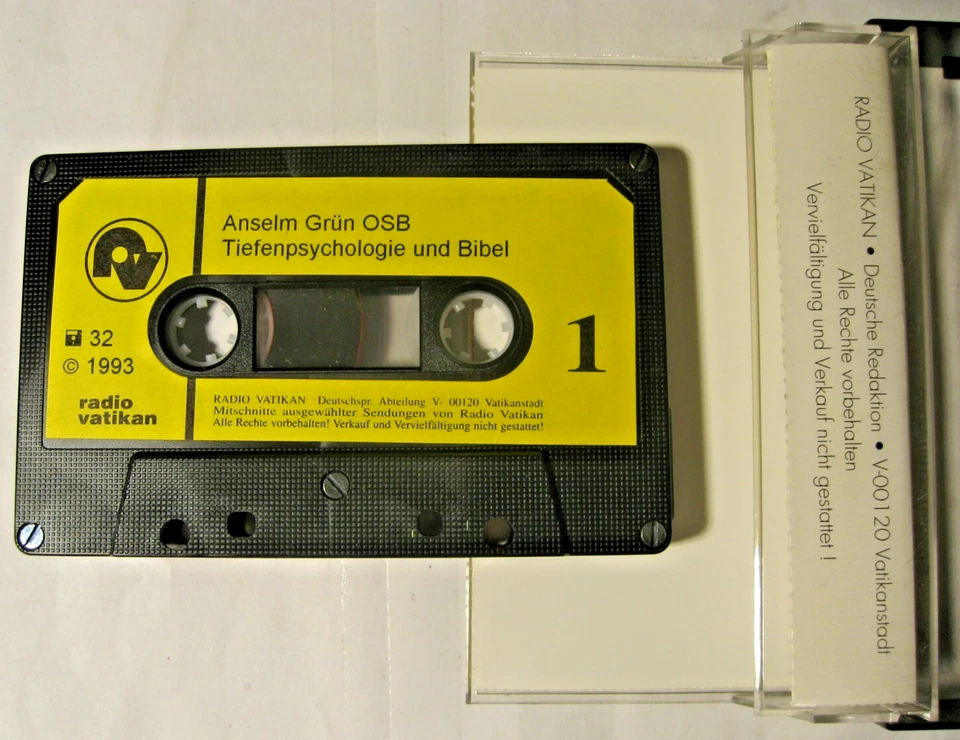 Anselm Grün OSB
Tiefenpsychologie und Bibel
RV
32
© 1993
radio
vatikan
1
RADIO VATIKAN Deutschspr. Abteilung V- 00120 Vatikanstadt
Mitschnitte ausgewählter Sendungen von Radio Vatikan
Alle Rechte vorbehalten! Verkauf und Vervielfältigung nicht gestattet!
RADIO VATIKAN • Deutsche Redaktion • V-00120 Vatikanstadt
Alle Rechte vorbehalten
Vervielfältigung und Verkauf nicht gestattet !